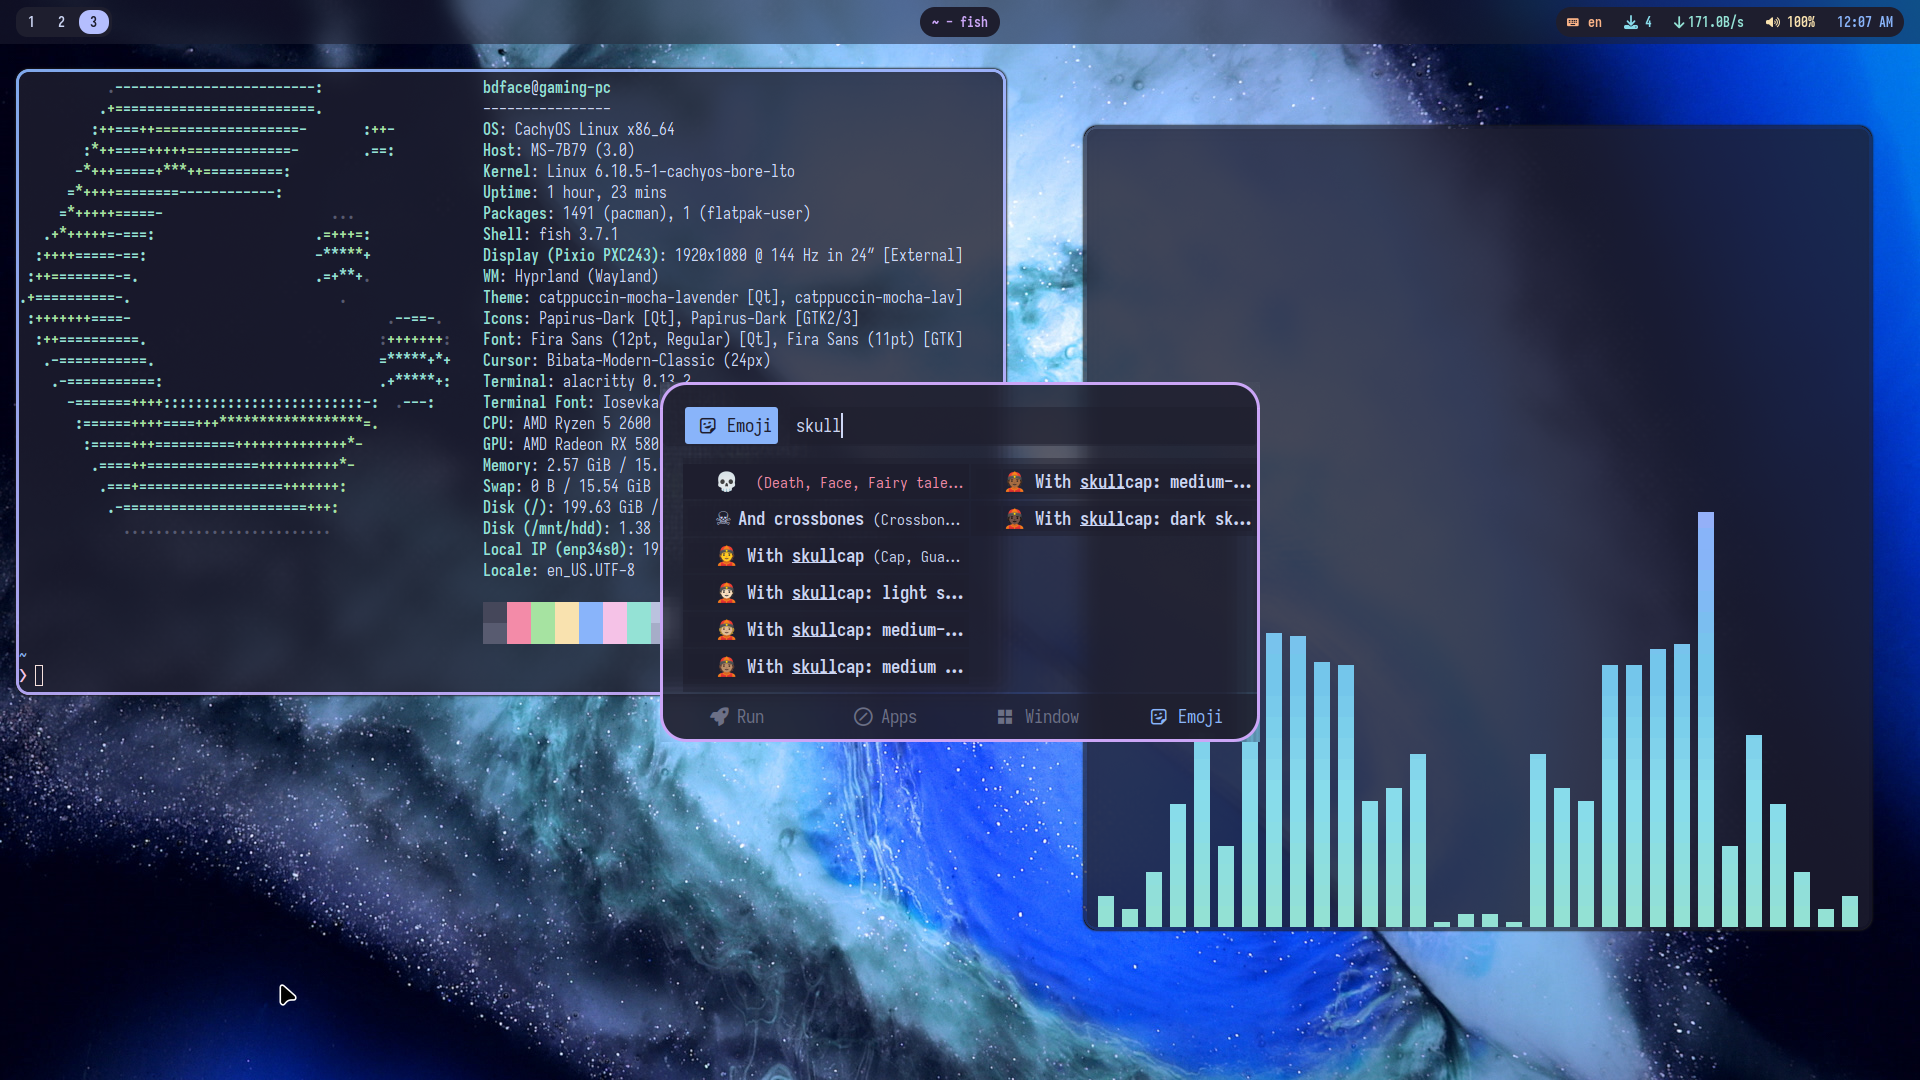 1 2 3
~ - fish
en 4 171.0B/s 100% 12:07 AM
bdface@gaming-pc
----------------
OS: CachyOS Linux x86_64
Host: MS-7B79 (3.0)
Kernel: Linux 6.10.5-1-cachyos-bore-lto
Uptime: 1 hour, 23 mins
Packages: 1491 (pacman), 1 (flatpak-user)
Shell: fish 3.7.1
Display (Pixio PXC243): 1920x1080 @ 144 Hz in 24″ [External]
WM: Hyprland (Wayland)
Theme: catppuccin-mocha-lavender [Qt], catppuccin-mocha-lav]
Icons: Papirus-Dark [Qt], Papirus-Dark [GTK2/3]
Font: Fira Sans (12pt, Regular) [Qt], Fira Sans (11pt) [GTK]
Cursor: Bibata-Modern-Classic (24px)
Terminal: alacritty 0.13.2
Terminal Font: Iosevka
CPU: AMD Ryzen 5 2600
GPU: AMD Radeon RX 580
Memory: 2.57 GiB / 15.
Swap: 0 B / 15.54 GiB
Disk (/): 199.63 GiB /
Disk (/mnt/hdd): 1.38
Local IP (enp34s0): 19
Locale: en_US.UTF-8
~
❯
Emoji skull
💀 (Death, Face, Fairy tale...
☠ And crossbones (Crossbon...
With skullcap (Cap, Gua...
With skullcap: light s...
With skullcap: medium-...
With skullcap: medium ...
With skullcap: medium-...
With skullcap: dark sk...
Run Apps Window Emoji